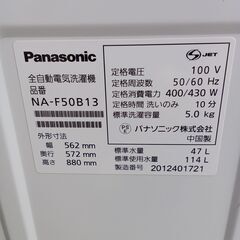 Panasonic
全自動電気洗濯機
品番
NA-F50B13
外形寸法
幅 562 mm
奥行 572 mm
高さ 880 mm
JET
定格電圧 100 V
定格周波数 50/60 Hz
定格消費電力 400/430 W
定格時間 洗いのみ 10 分
標準洗濯容量 5.0 kg
PS E パナソニック株式会社
中国製
標準水量 47 L
標準使用水量 114 L
製造番号 2012401721